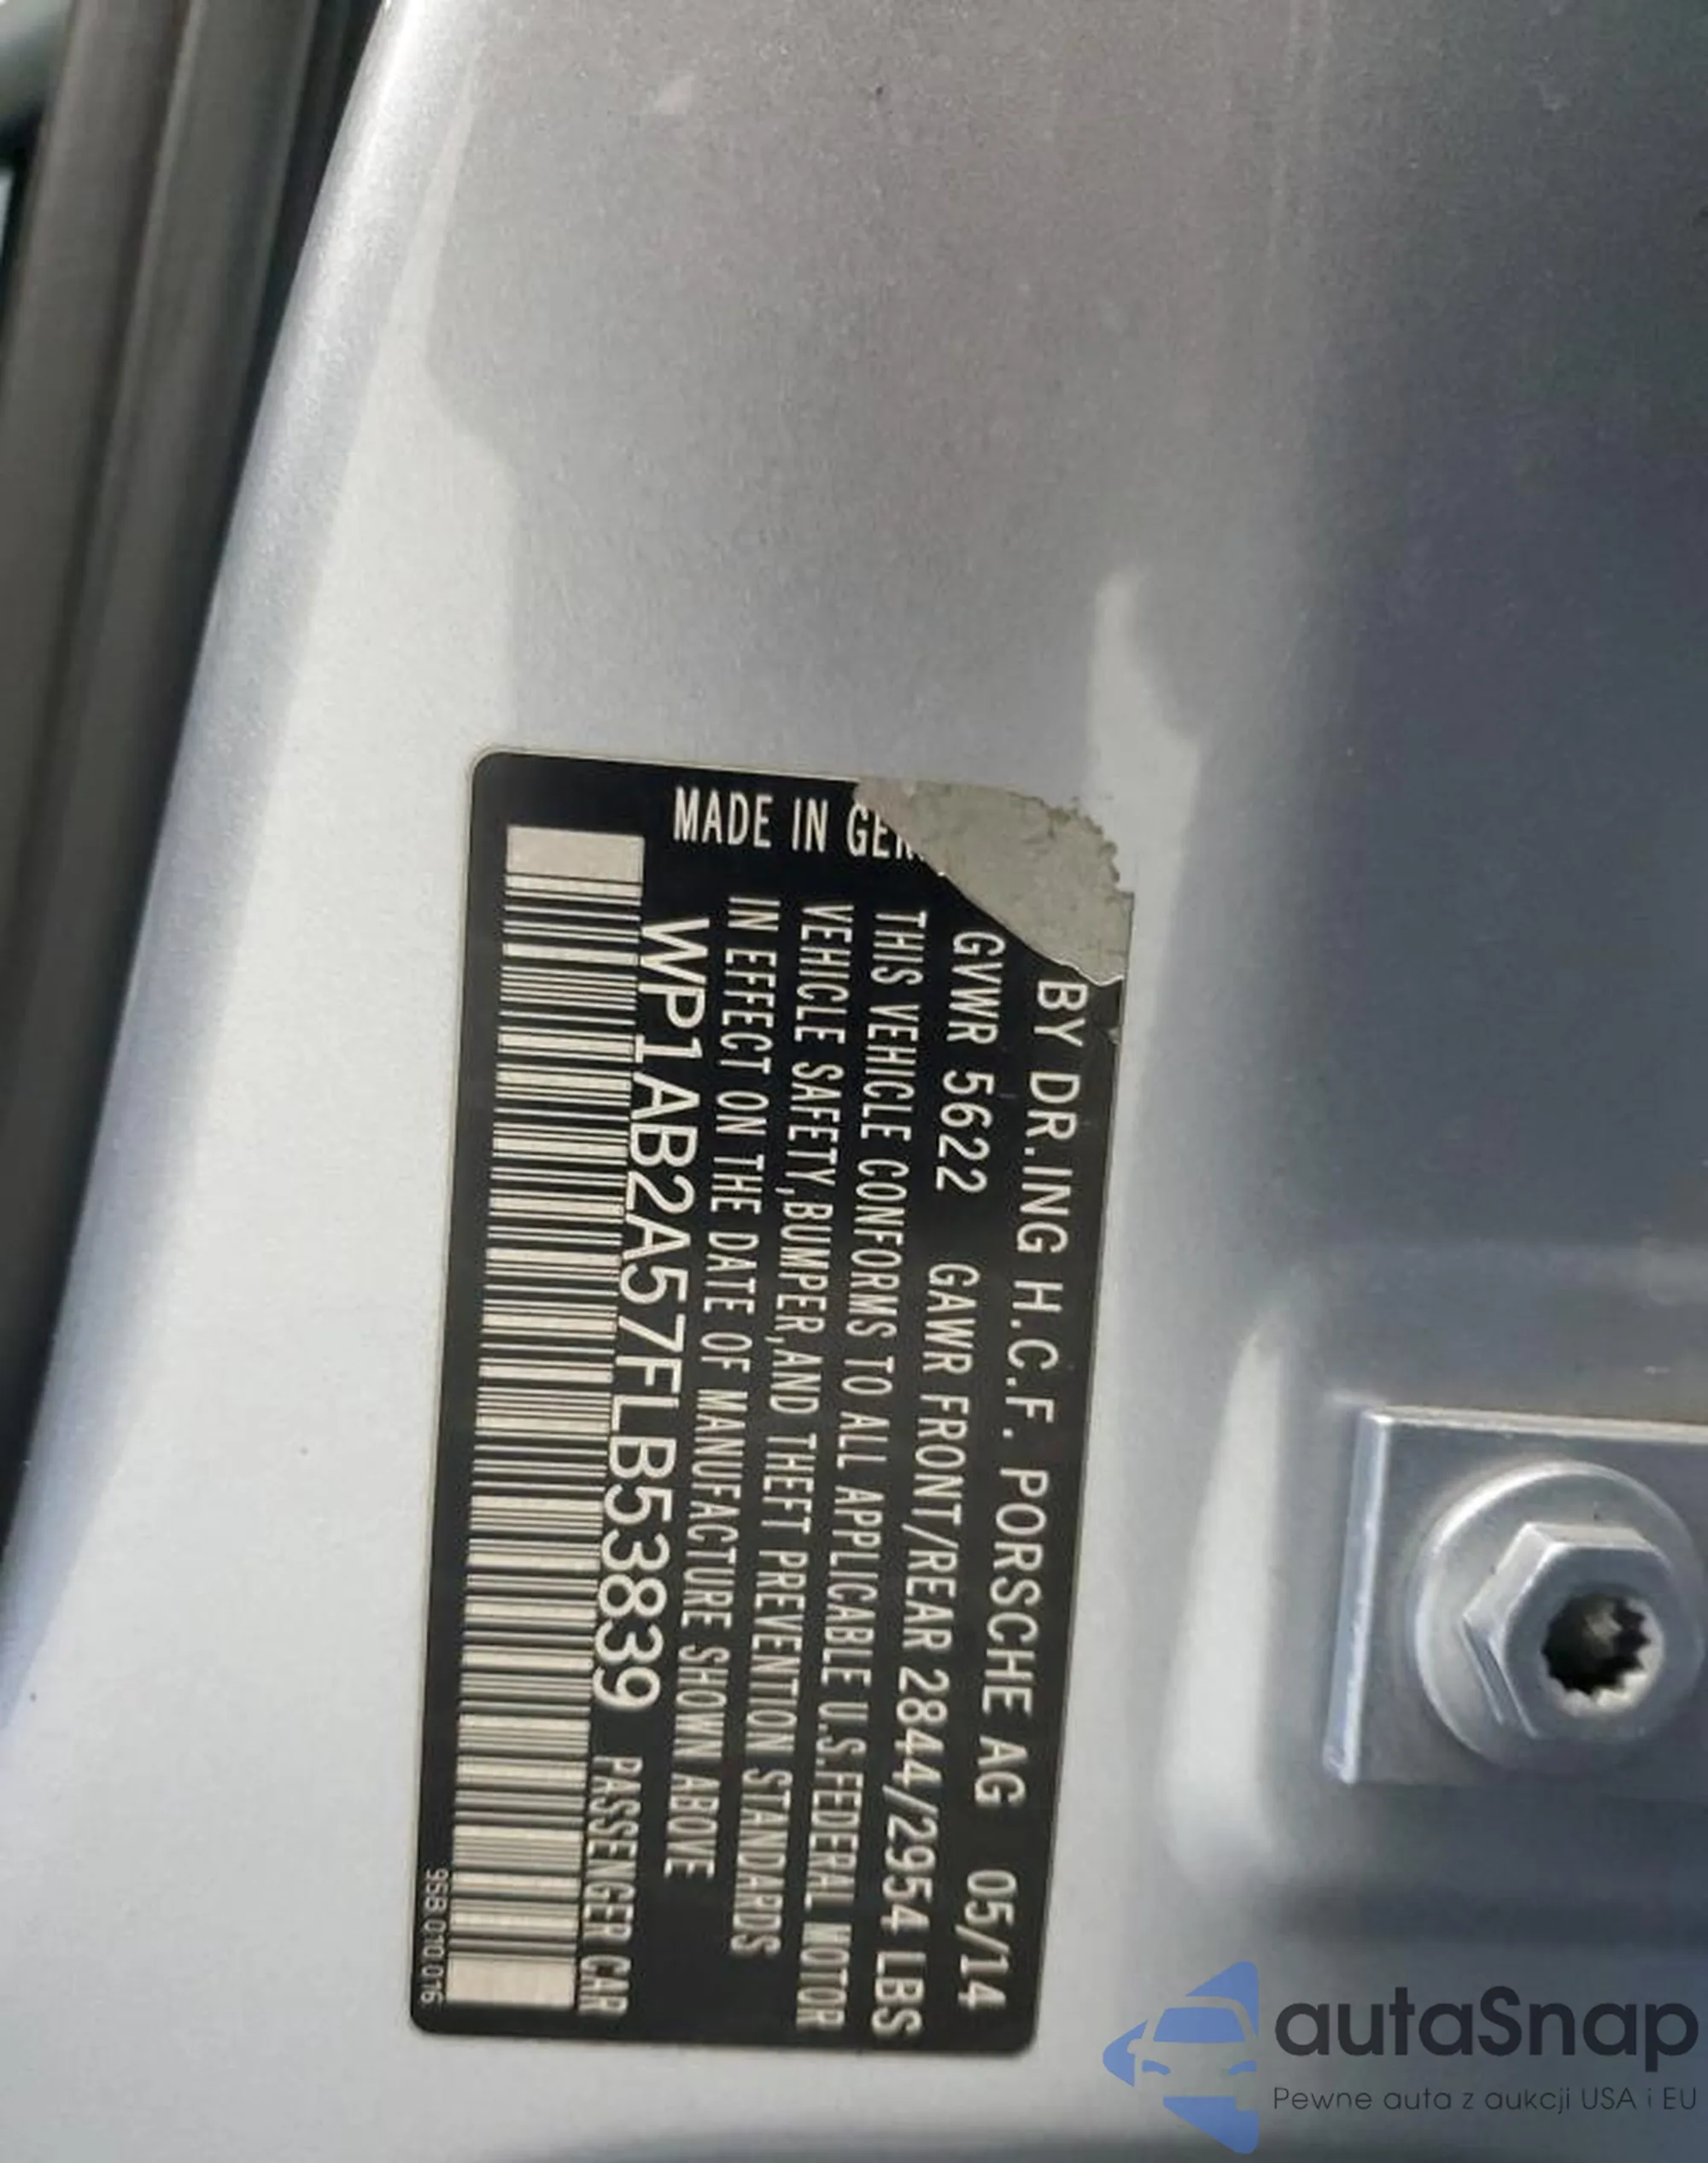 MADE IN GER
BY DR.ING H.C.F. PORSCHE AG 05/14
GVWR 5622 GAWR FRONT/REAR 2844/2954 LBS
THIS VEHICLE CONFORMS TO ALL APPLICABLE U.S.FEDERAL MOTOR
VEHICLE SAFETY,BUMPER,AND THEFT PREVENTION STANDARDS
IN EFFECT ON THE DATE OF MANUFACTURE SHOWN ABOVE
WP1AB2A57FLB53839 PASSENGER CAR
95B.010.016.
autaSnap
Pewne auta z aukcji USA i EU